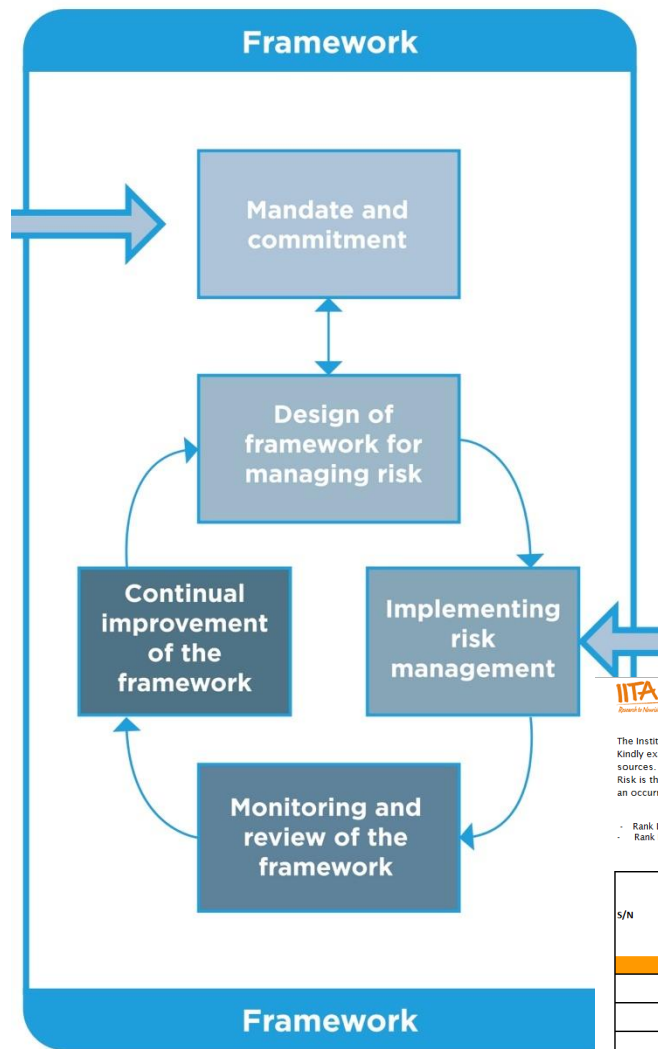 Framework
Mandate and
commitment
Design of
framework for
managing risk
Continual
improvement
of the
framework
Implementing
risk
management
Monitoring and
review of the
framework
IITA
The Instit
Kindly ex
sources.
Risk is th
an occurr
- Rank
- Rank
S/N
Framework